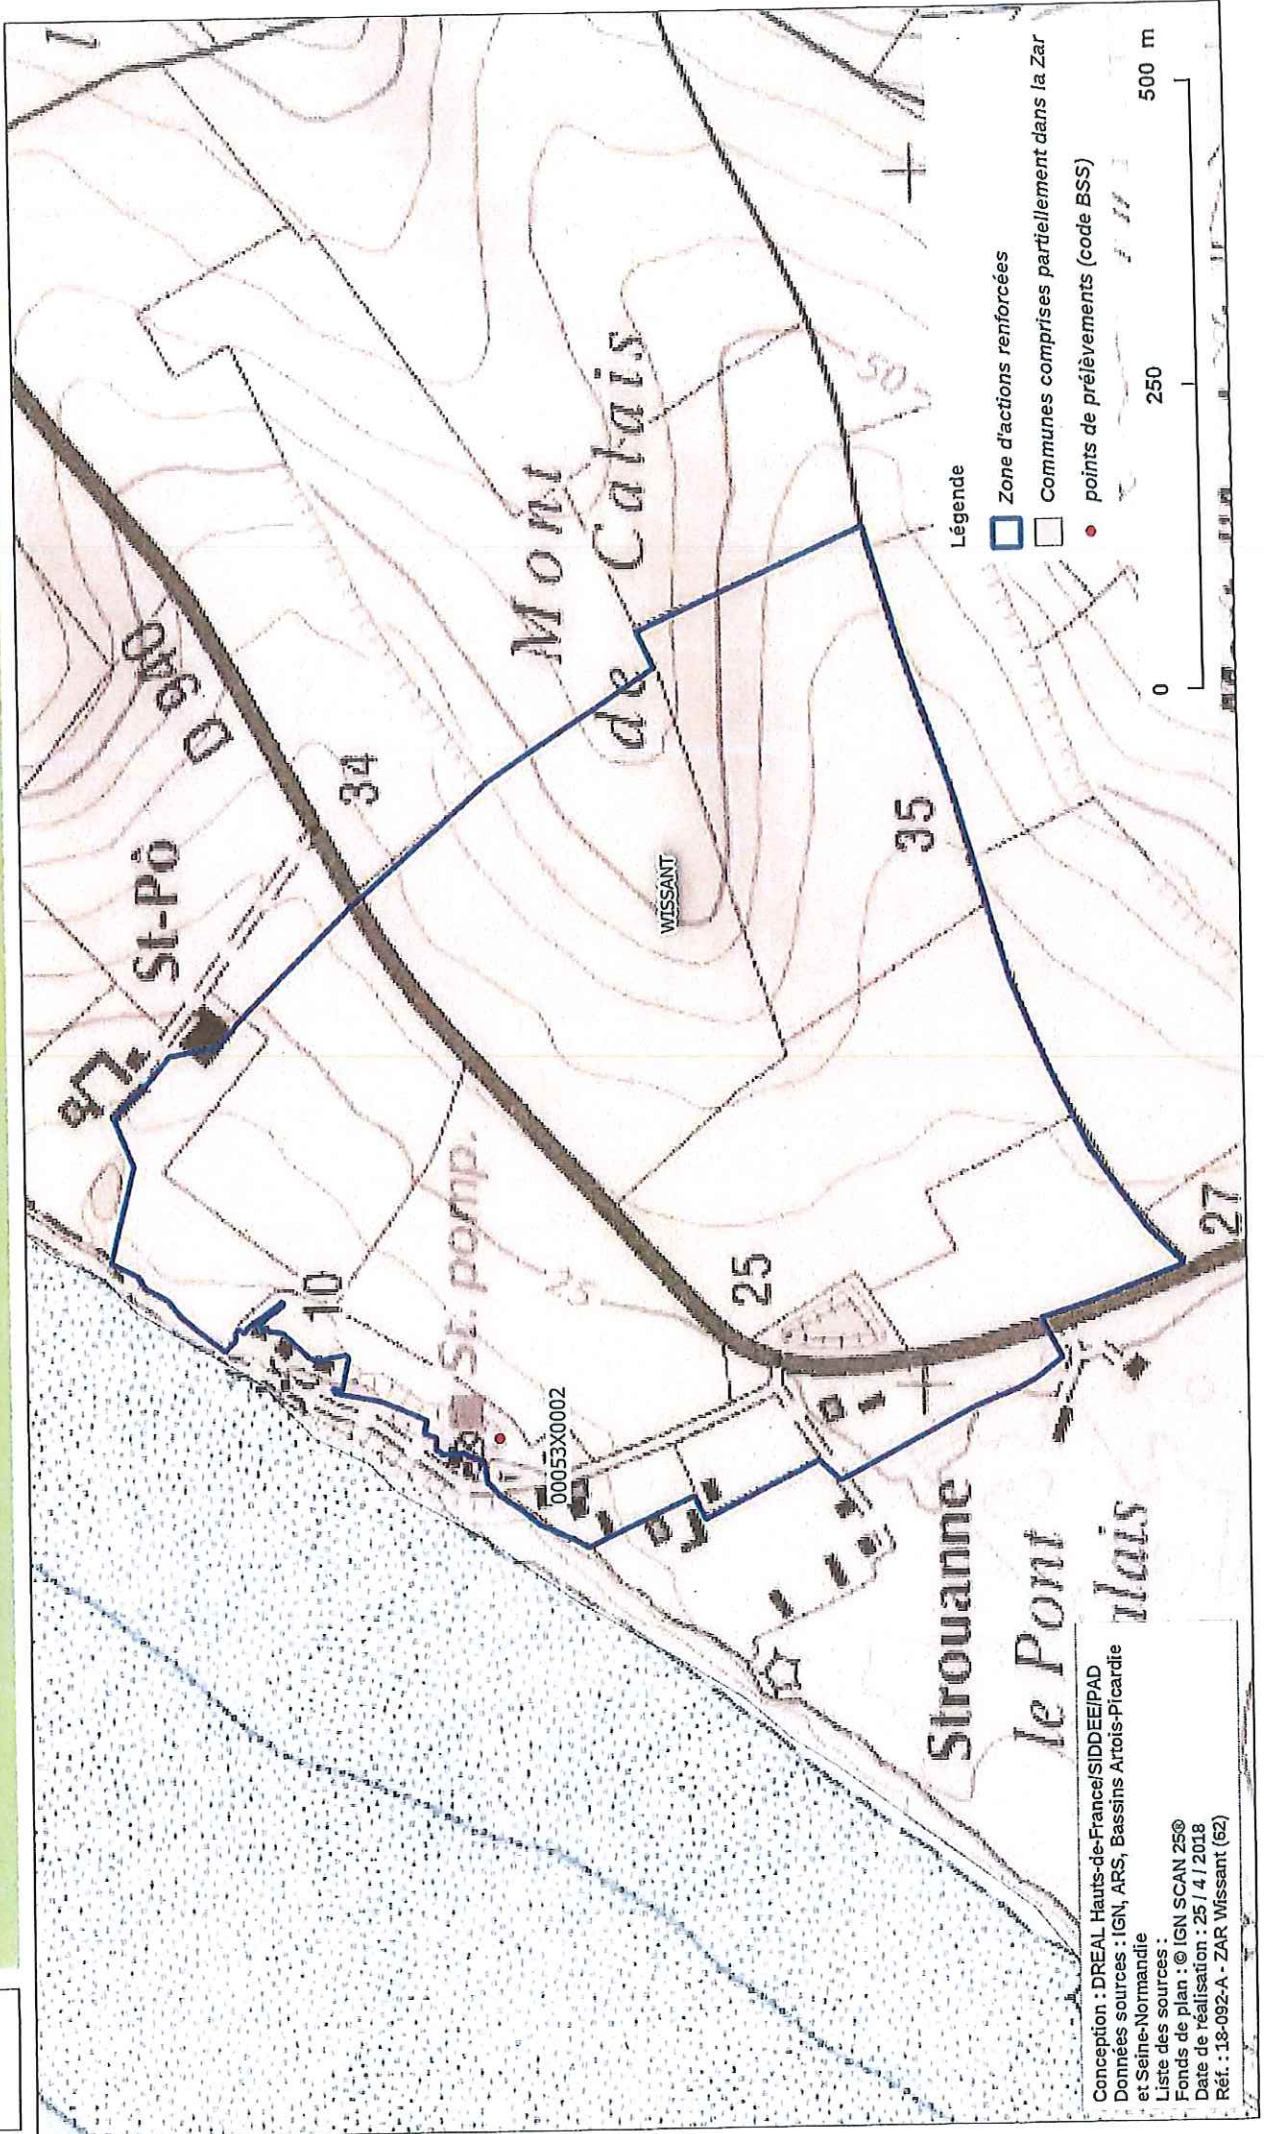 St-Pô
D 940
34
10
St. pomp.
25
00053X0002
25
WISSANT
Mont
de Calais
50
35
27
Strouanne
le Pont
alais
Légende
Zone d'actions renforcées
Communes comprises partiellement dans la Zar
points de prélèvements (code BSS)
0 250 500 m
Conception : DREAL Hauts-de-France/SIDDEE/PAD
Données sources : IGN, ARS, Bassins Artois-Picardie
et Seine-Normandie
Liste des sources :
Fonds de plan : © IGN SCAN 25®
Date de réalisation : 25 / 4 / 2018
Réf. : 18-092-A - ZAR Wissant (62)